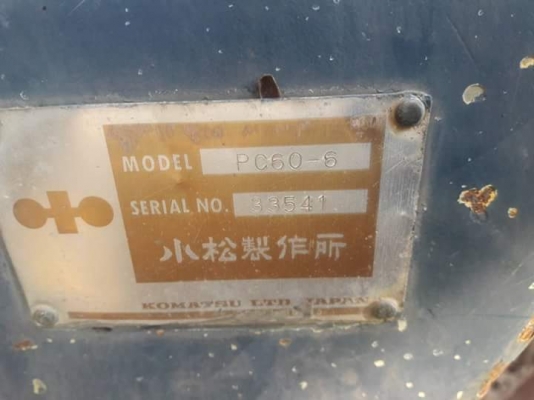 MODEL PC60-6
SERIAL NO. 33541
小松製作所
KOMATSU LTD. JAPAN